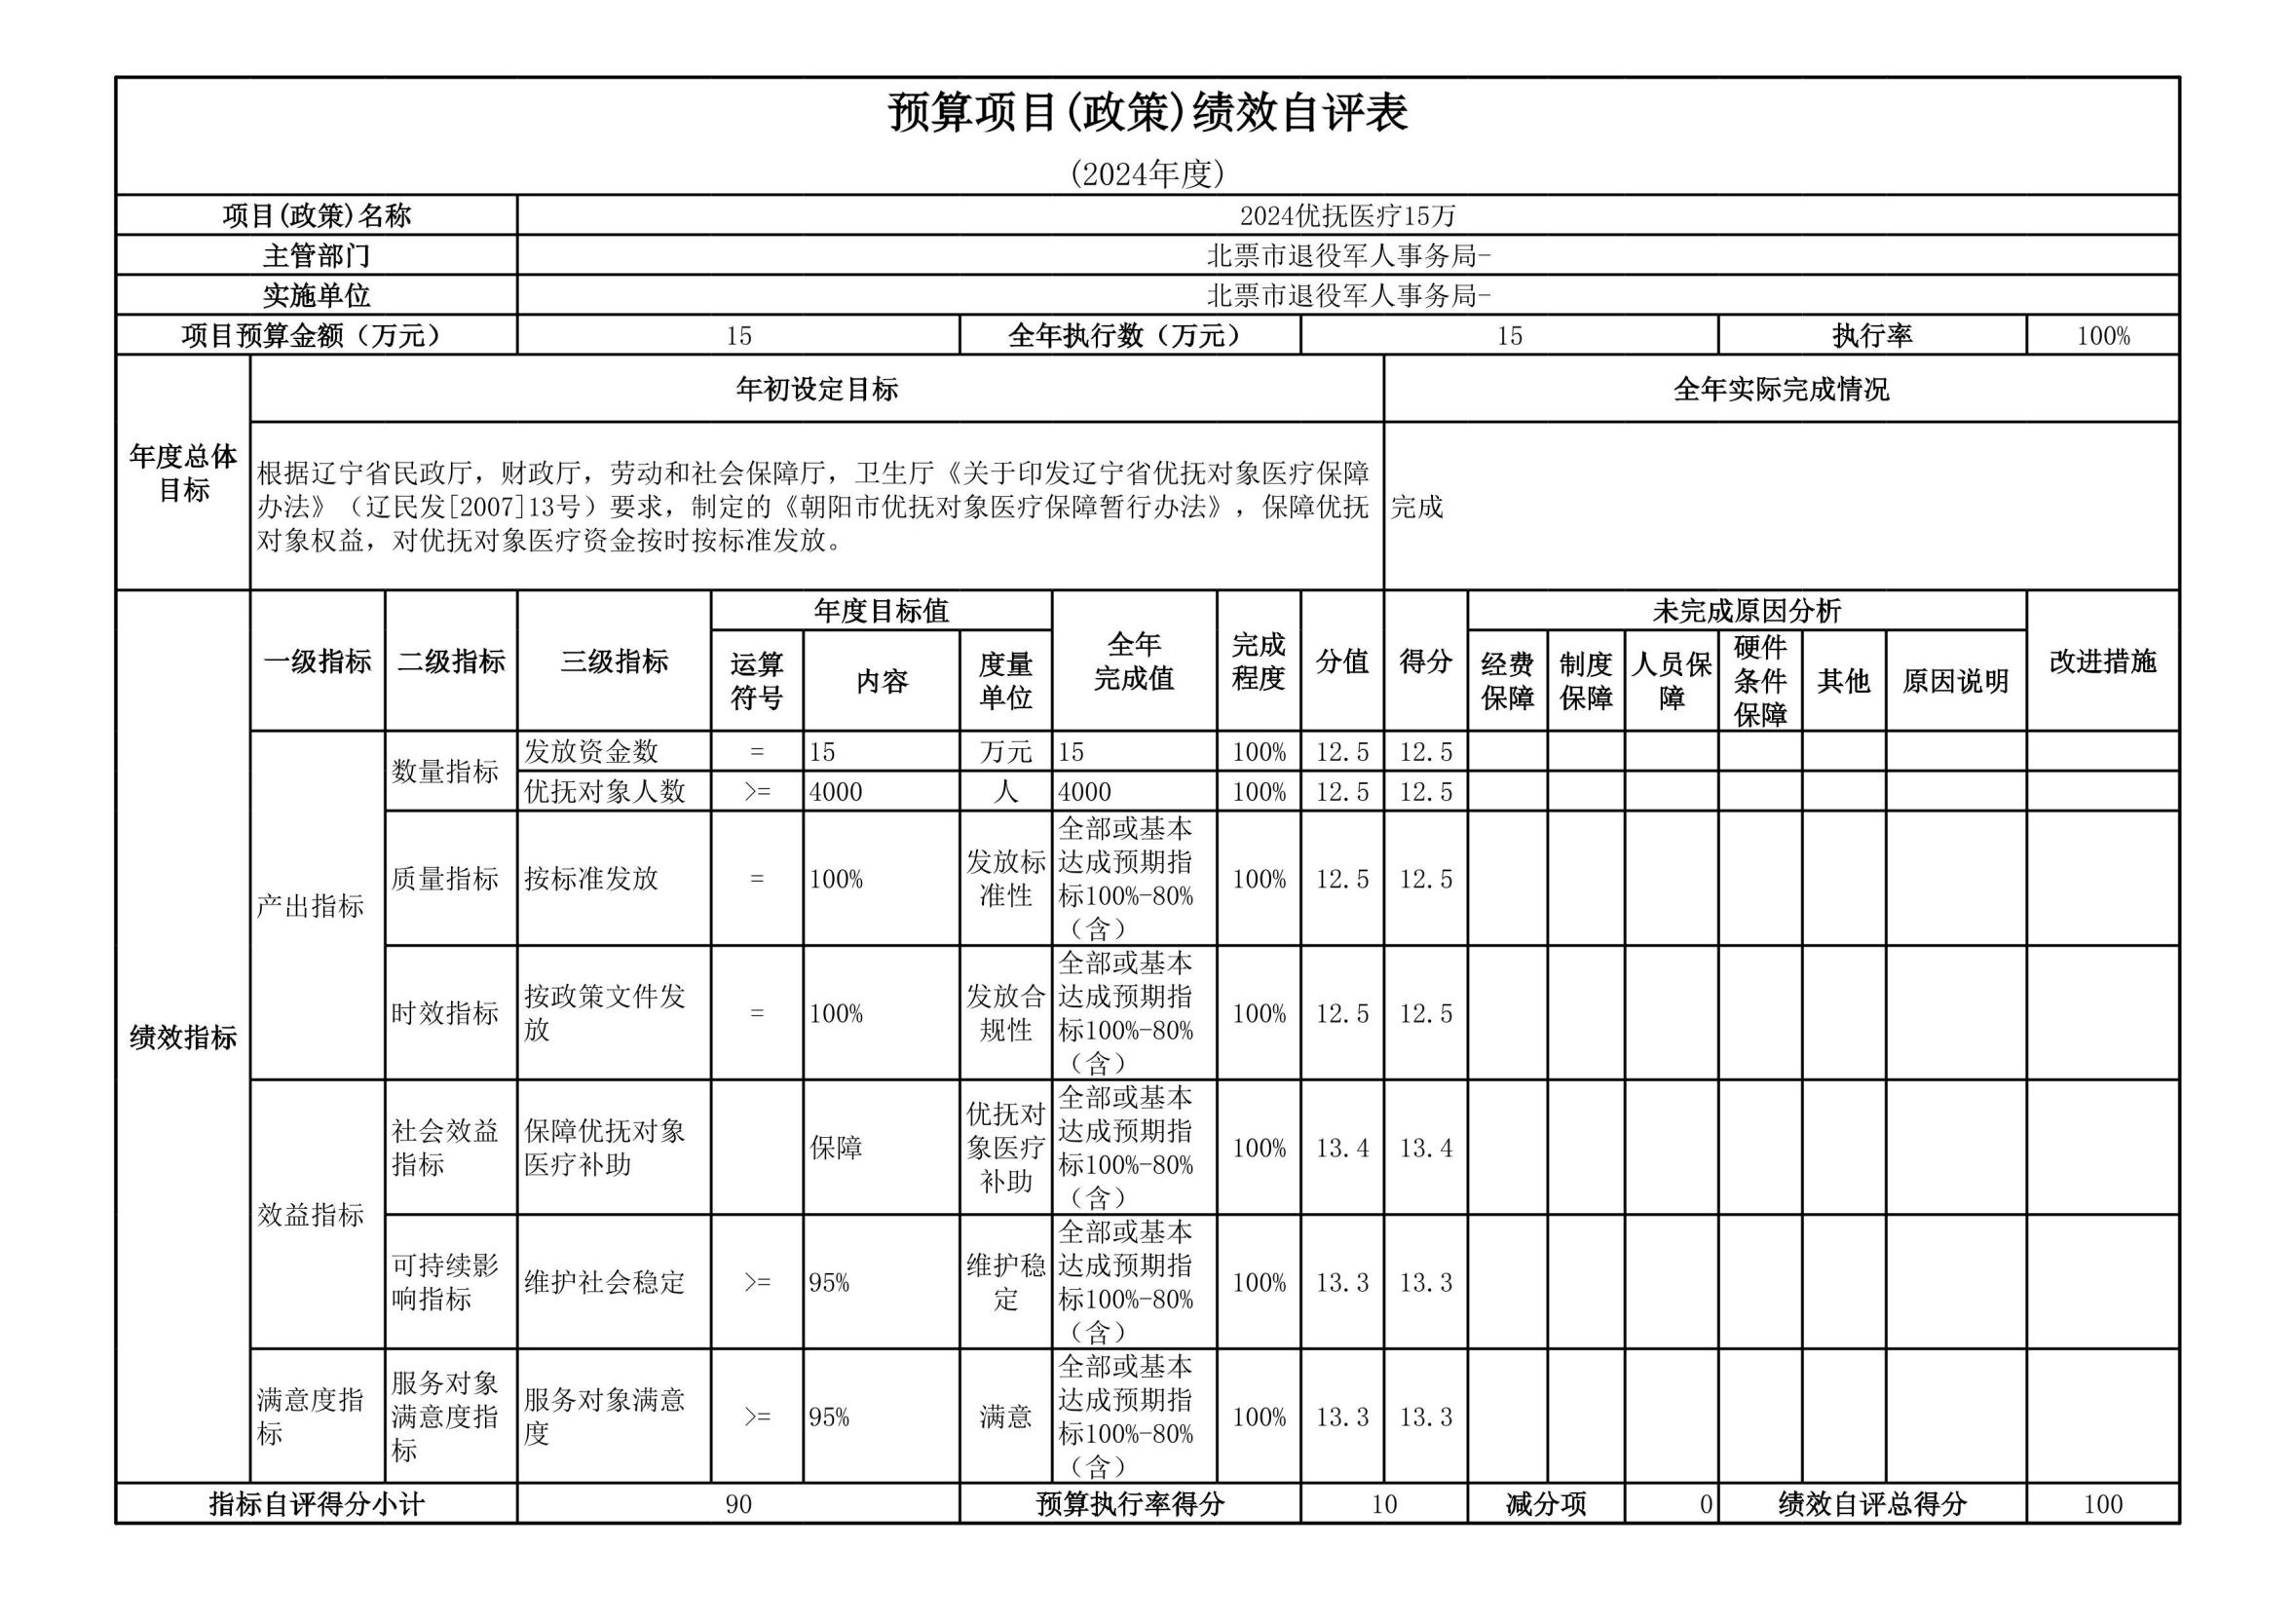 预算项目(政策)绩效自评表
(2024年度)
项目(政策)名称 2024优抚医疗15万
主管部门 北票市退役军人事务局-
实施单位 北票市退役军人事务局-
项目预算金额（万元） 15 全年执行数（万元） 15 执行率 100%
年度总体
目标
年初设定目标 全年实际完成情况
根据辽宁省民政厅，财政厅，劳动和社会保障厅，卫生厅《关于印发辽宁省优抚对象医疗保障
办法》（辽民发[2007]13号）要求，制定的《朝阳市优抚对象医疗保障暂行办法》，保障优抚
对象权益，对优抚对象医疗资金按时按标准发放。
完成
绩效指标
一级指标 二级指标 三级指标
年度目标值
运算
符号
内容
度量
单位
全年
完成值
完成
程度
分值 得分
未完成原因分析
经费
保障
制度
保障
人员保
障
硬件
条件
保障
其他 原因说明
改进措施
产出指标
数量指标
发放资金数 = 15 万元 15 100% 12.5 12.5
优抚对象人数 >= 4000 人 4000 100% 12.5 12.5
质量指标 按标准发放 = 100%
发放标
准性
全部或基本
达成预期指
标100%-80%
（含）
100% 12.5 12.5
时效指标
按政策文件发
放
= 100%
发放合
规性
全部或基本
达成预期指
标100%-80%
（含）
100% 12.5 12.5
效益指标
社会效益
指标
保障优抚对象
医疗补助
保障
优抚对
象医疗
补助
全部或基本
达成预期指
标100%-80%
（含）
100% 13.4 13.4
可持续影
响指标
维护社会稳定 >= 95%
维护稳
定
全部或基本
达成预期指
标100%-80%
（含）
100% 13.3 13.3
满意度指
标
服务对象
满意度指
标
服务对象满意
度
>= 95% 满意
全部或基本
达成预期指
标100%-80%
（含）
100% 13.3 13.3
指标自评得分小计 90 预算执行率得分 10 减分项 0 绩效自评总得分 100